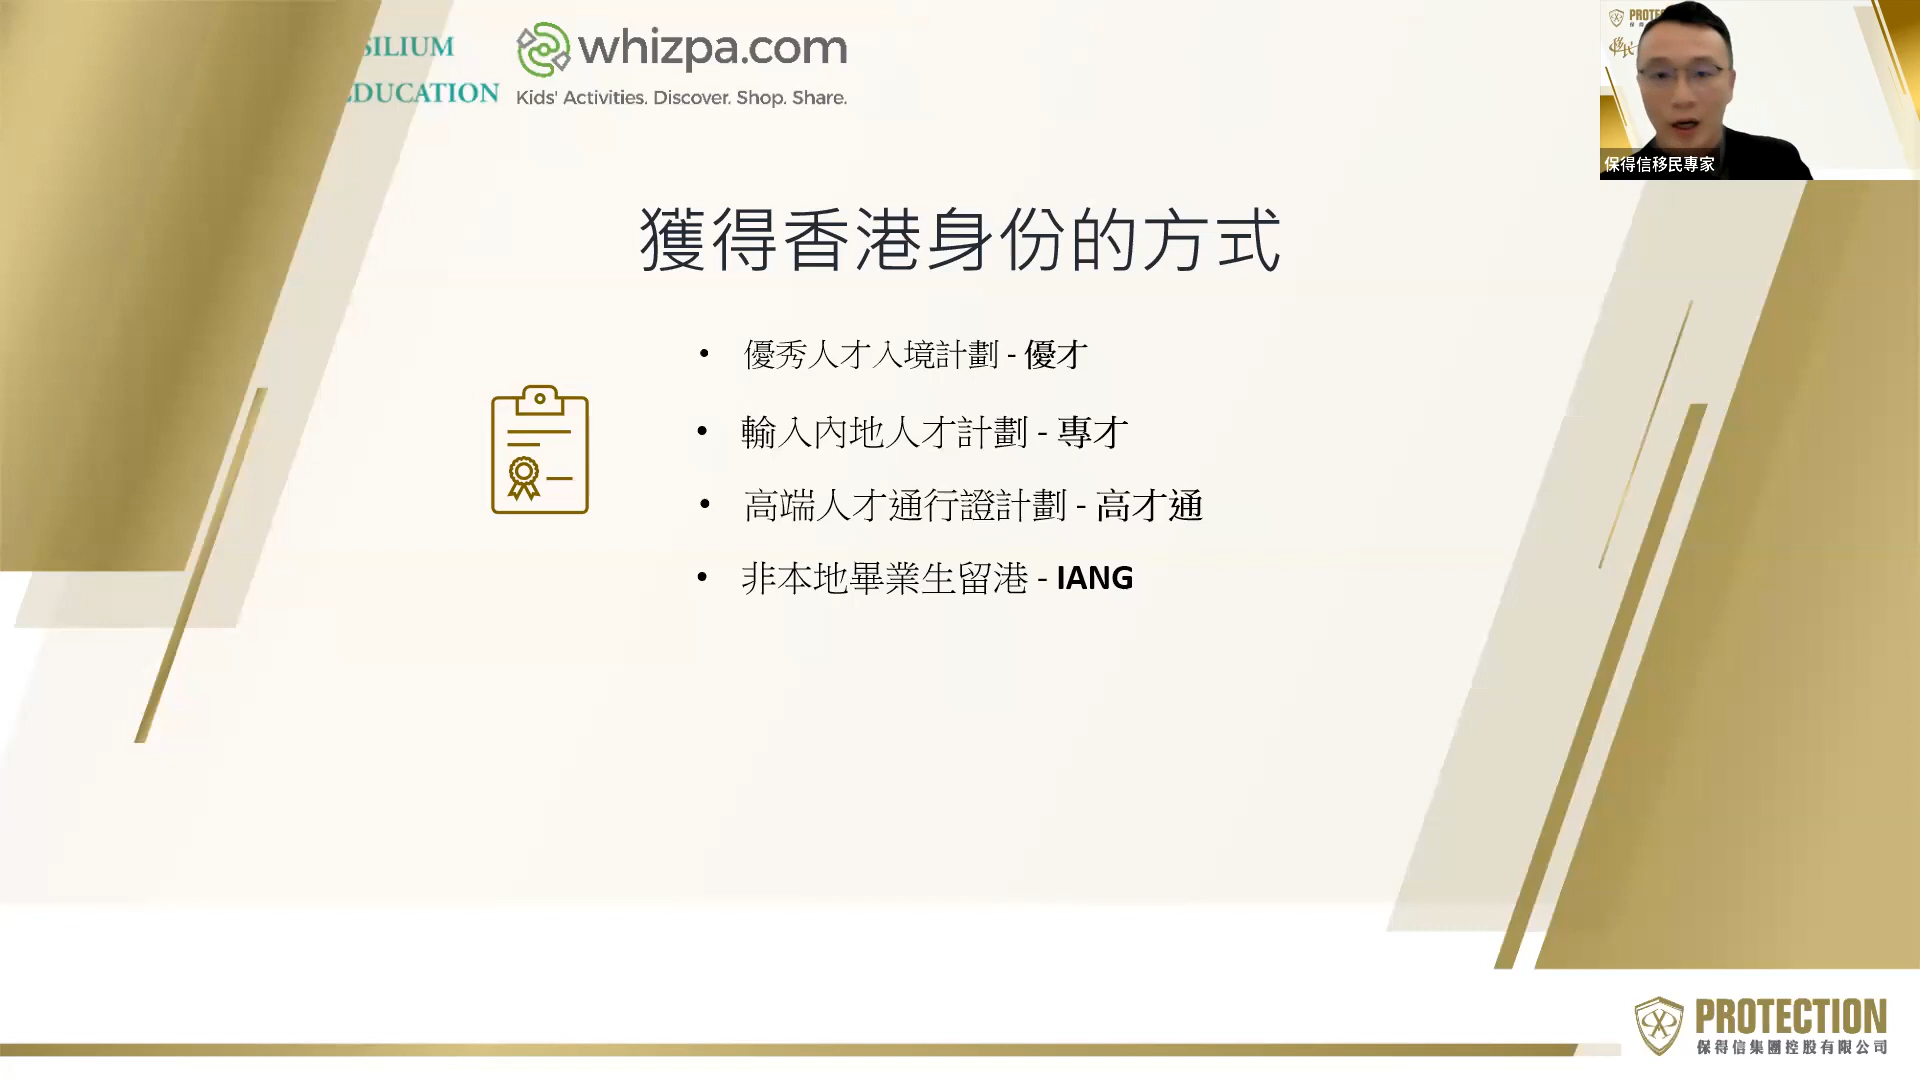 SILIUM
EDUCATION
whizpa.com
Kids' Activities. Discover. Shop. Share.
保得信移民專家
獲得香港身份的方式
• 優秀人才入境計劃 - 優才
• 輸入內地人才計劃 - 專才
• 高端人才通行證計劃 - 高才通
• 非本地畢業生留港 - IANG
PROTECTION
保得信集團控股有限公司